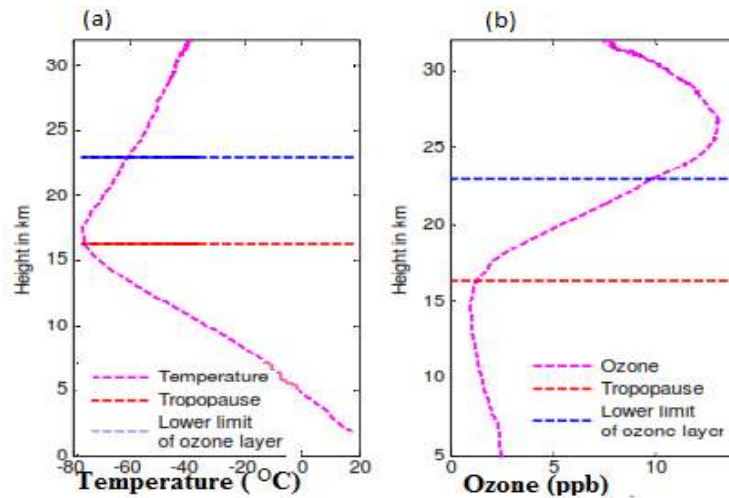 (a)
(b)
30
25
20
15
10
5
0
Height in km
Temperature
Tropopause
Lower limit
of ozone layer
-80
-60
-40
-20
0
20
Temperature (°C)
30
25
20
15
10
5
Height in km
Ozone
Tropopause
Lower limit
of ozone layer
0
5
10
Ozone (ppb)